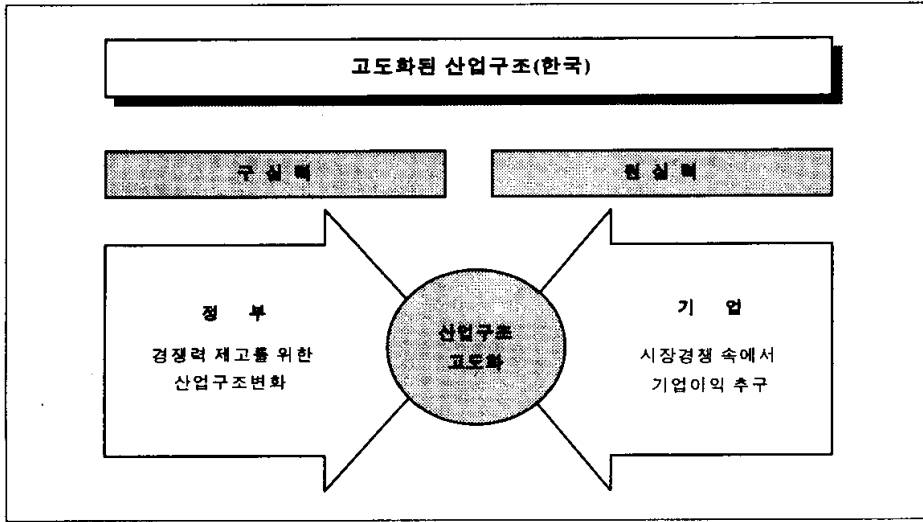 고도화된 산업구조(한국)
구 심 력
원 심 력
정 부
경쟁력 제고를 위한
산업구조변화
산업구조
고도화
기 업
시장경쟁 속에서
기업이익 추구